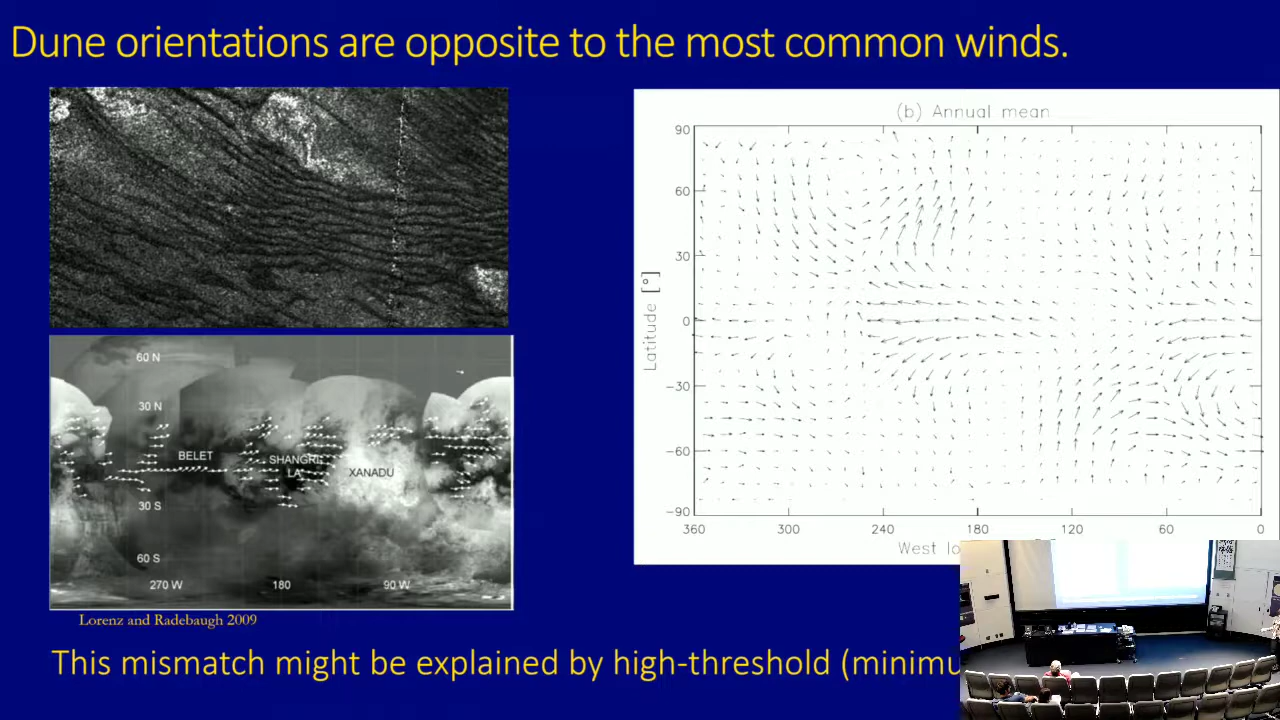 Dune orientations are opposite to the most common winds.
(b) Annual mean
90
60
30
0
−30
−60
−90
Latitude [°]
360 300 240 180 120 60 0
West
60 N
30 N
BELET
SHANGRI
LA
XANADU
30 S
60 S
270 W 180 90 W
Lorenz and Radebaugh 2009
This mismatch might be explained by high-threshold